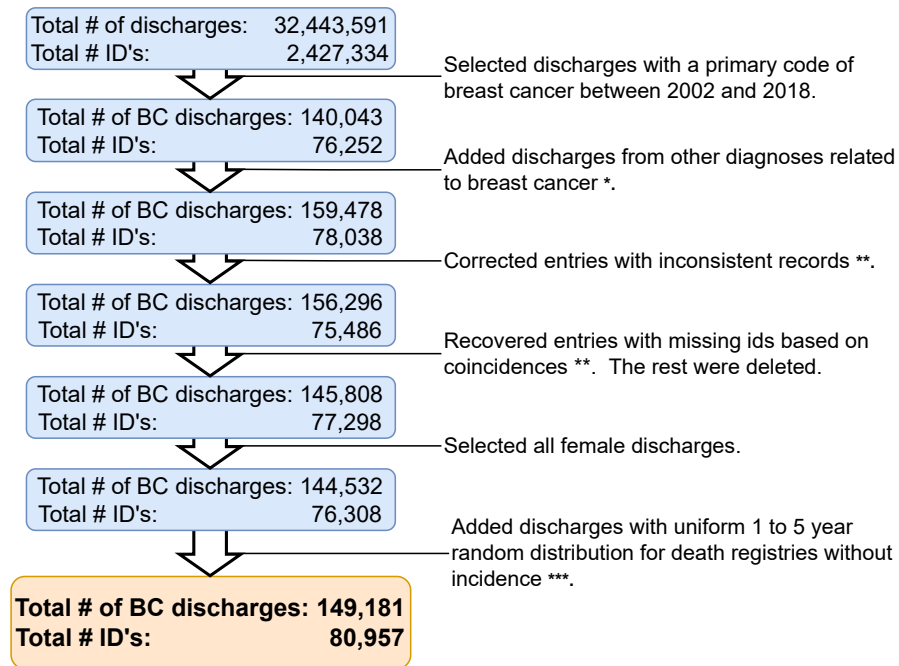 Total # of discharges: 32,443,591
Total # ID's: 2,427,334
Selected discharges with a primary code of
breast cancer between 2002 and 2018.
Total # of BC discharges: 140,043
Total # ID's: 76,252
Added discharges from other diagnoses related
to breast cancer *.
Total # of BC discharges: 159,478
Total # ID's: 78,038
Corrected entries with inconsistent records **.
Total # of BC discharges: 156,296
Total # ID's: 75,486
Recovered entries with missing ids based on
coincidences **. The rest were deleted.
Total # of BC discharges: 145,808
Total # ID's: 77,298
Selected all female discharges.
Total # of BC discharges: 144,532
Total # ID's: 76,308
Added discharges with uniform 1 to 5 year
random distribution for death registries without
incidence ***.
Total # of BC discharges: 149,181
Total # ID's: 80,957